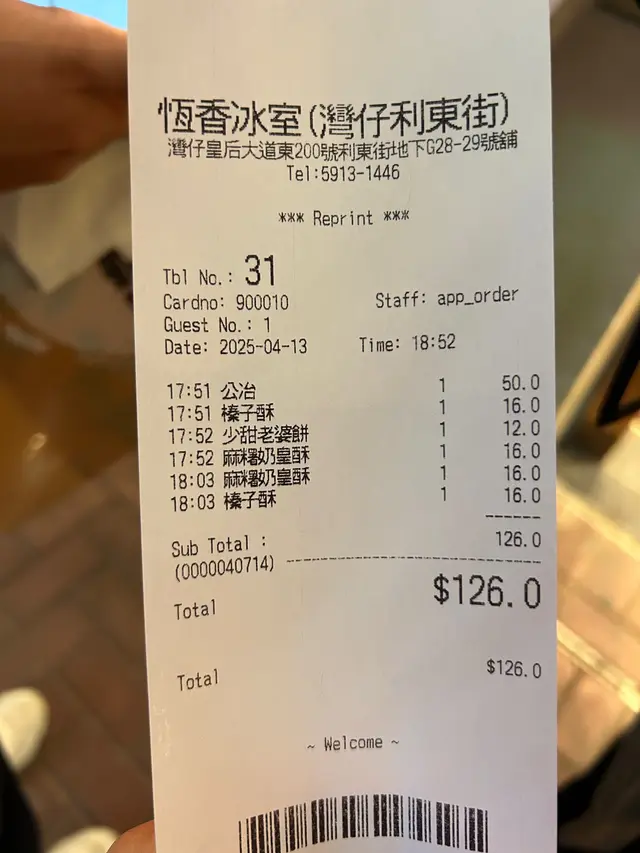 恆香冰室(灣仔利東街)
灣仔皇后大道東200號利東街地下G28-29號舖
Tel:5913-1446
*** Reprint ***
Tbl No.: 31
Cardno: 900010 Staff: app_order
Guest No.: 1
Date: 2025-04-13 Time: 18:52
17:51 公冶 1 50.0
17:51 榛子酥 1 16.0
17:52 少甜老婆餅 1 12.0
17:52 麻糬奶皇酥 1 16.0
18:03 麻糬奶皇酥 1 16.0
18:03 榛子酥 1 16.0
Sub Total : 126.0
(0000040714)
Total $126.0
Total $126.0
~ Welcome ~